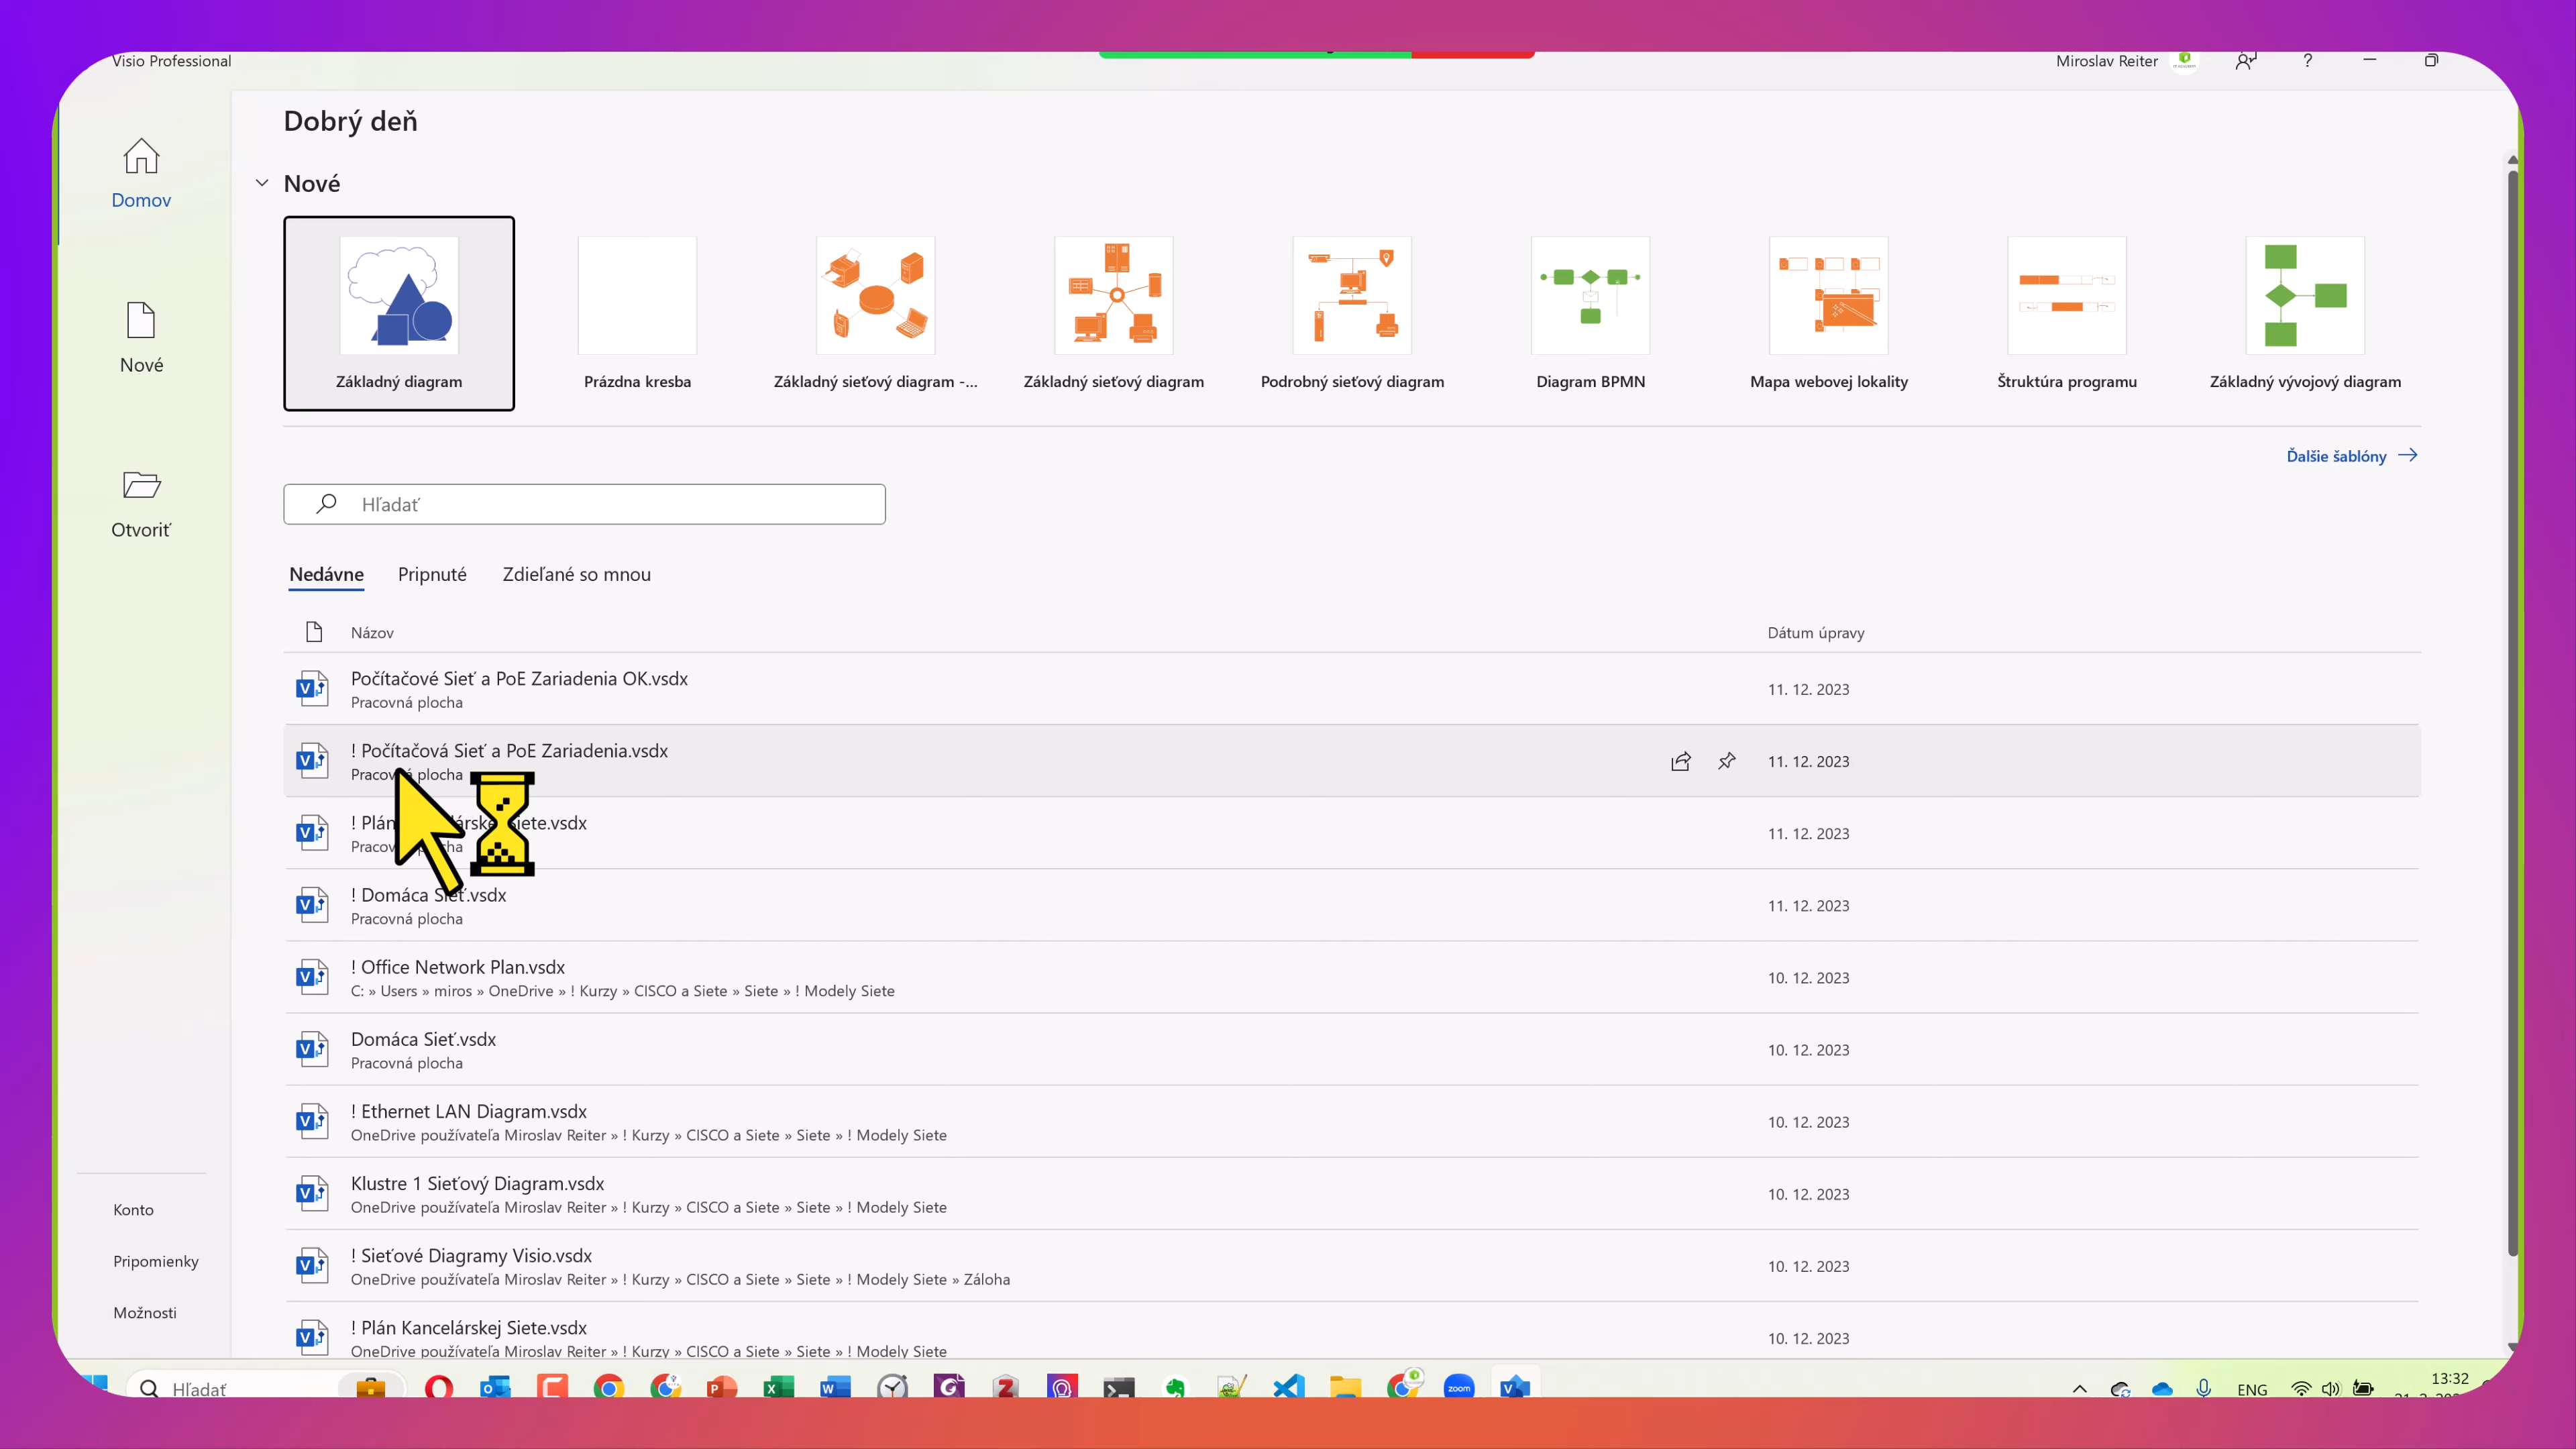 Visio Professional
Miroslav Reiter
Dobrý deň
Domov
Nové
Nové
Základný diagram
Prázdna kresba
Základný sieťový diagram -...
Základný sieťový diagram
Podrobný sieťový diagram
Diagram BPMN
Mapa webovej lokality
Štruktúra programu
Základný vývojový diagram
Ďalšie šablóny
Otvoriť
Hľadať
Nedávne
Pripnuté
Zdieľané so mnou
Názov
Dátum úpravy
Počítačové Sieť a PoE Zariadenia OK.vsdx
Pracovná plocha
11. 12. 2023
! Počítačová Sieť a PoE Zariadenia.vsdx
plocha
11. 12. 2023
! Plán
Siete.vsdx
11. 12. 2023
! Domáca Sieť.vsdx
Pracovná plocha
11. 12. 2023
! Office Network Plan.vsdx
C: » Users » miros » OneDrive » ! Kurzy » CISCO a Siete » Siete » ! Modely Siete
10. 12. 2023
Domáca Sieť.vsdx
Pracovná plocha
10. 12. 2023
! Ethernet LAN Diagram.vsdx
OneDrive používateľa Miroslav Reiter » ! Kurzy » CISCO a Siete » Siete » ! Modely Siete
10. 12. 2023
Klustre 1 Sieťový Diagram.vsdx
OneDrive používateľa Miroslav Reiter » ! Kurzy » CISCO a Siete » Siete » ! Modely Siete
10. 12. 2023
! Sieťové Diagramy Visio.vsdx
OneDrive používateľa Miroslav Reiter » ! Kurzy » CISCO a Siete » Siete » ! Modely Siete » Záloha
10. 12. 2023
! Plán Kancelárskej Siete.vsdx
OneDrive používateľa Miroslav Reiter » ! Kurzy » CISCO a Siete » Siete » ! Modely Siete
10. 12. 2023
Konto
Pripomienky
Možnosti
Hľadať
zoom
ENG
13:32